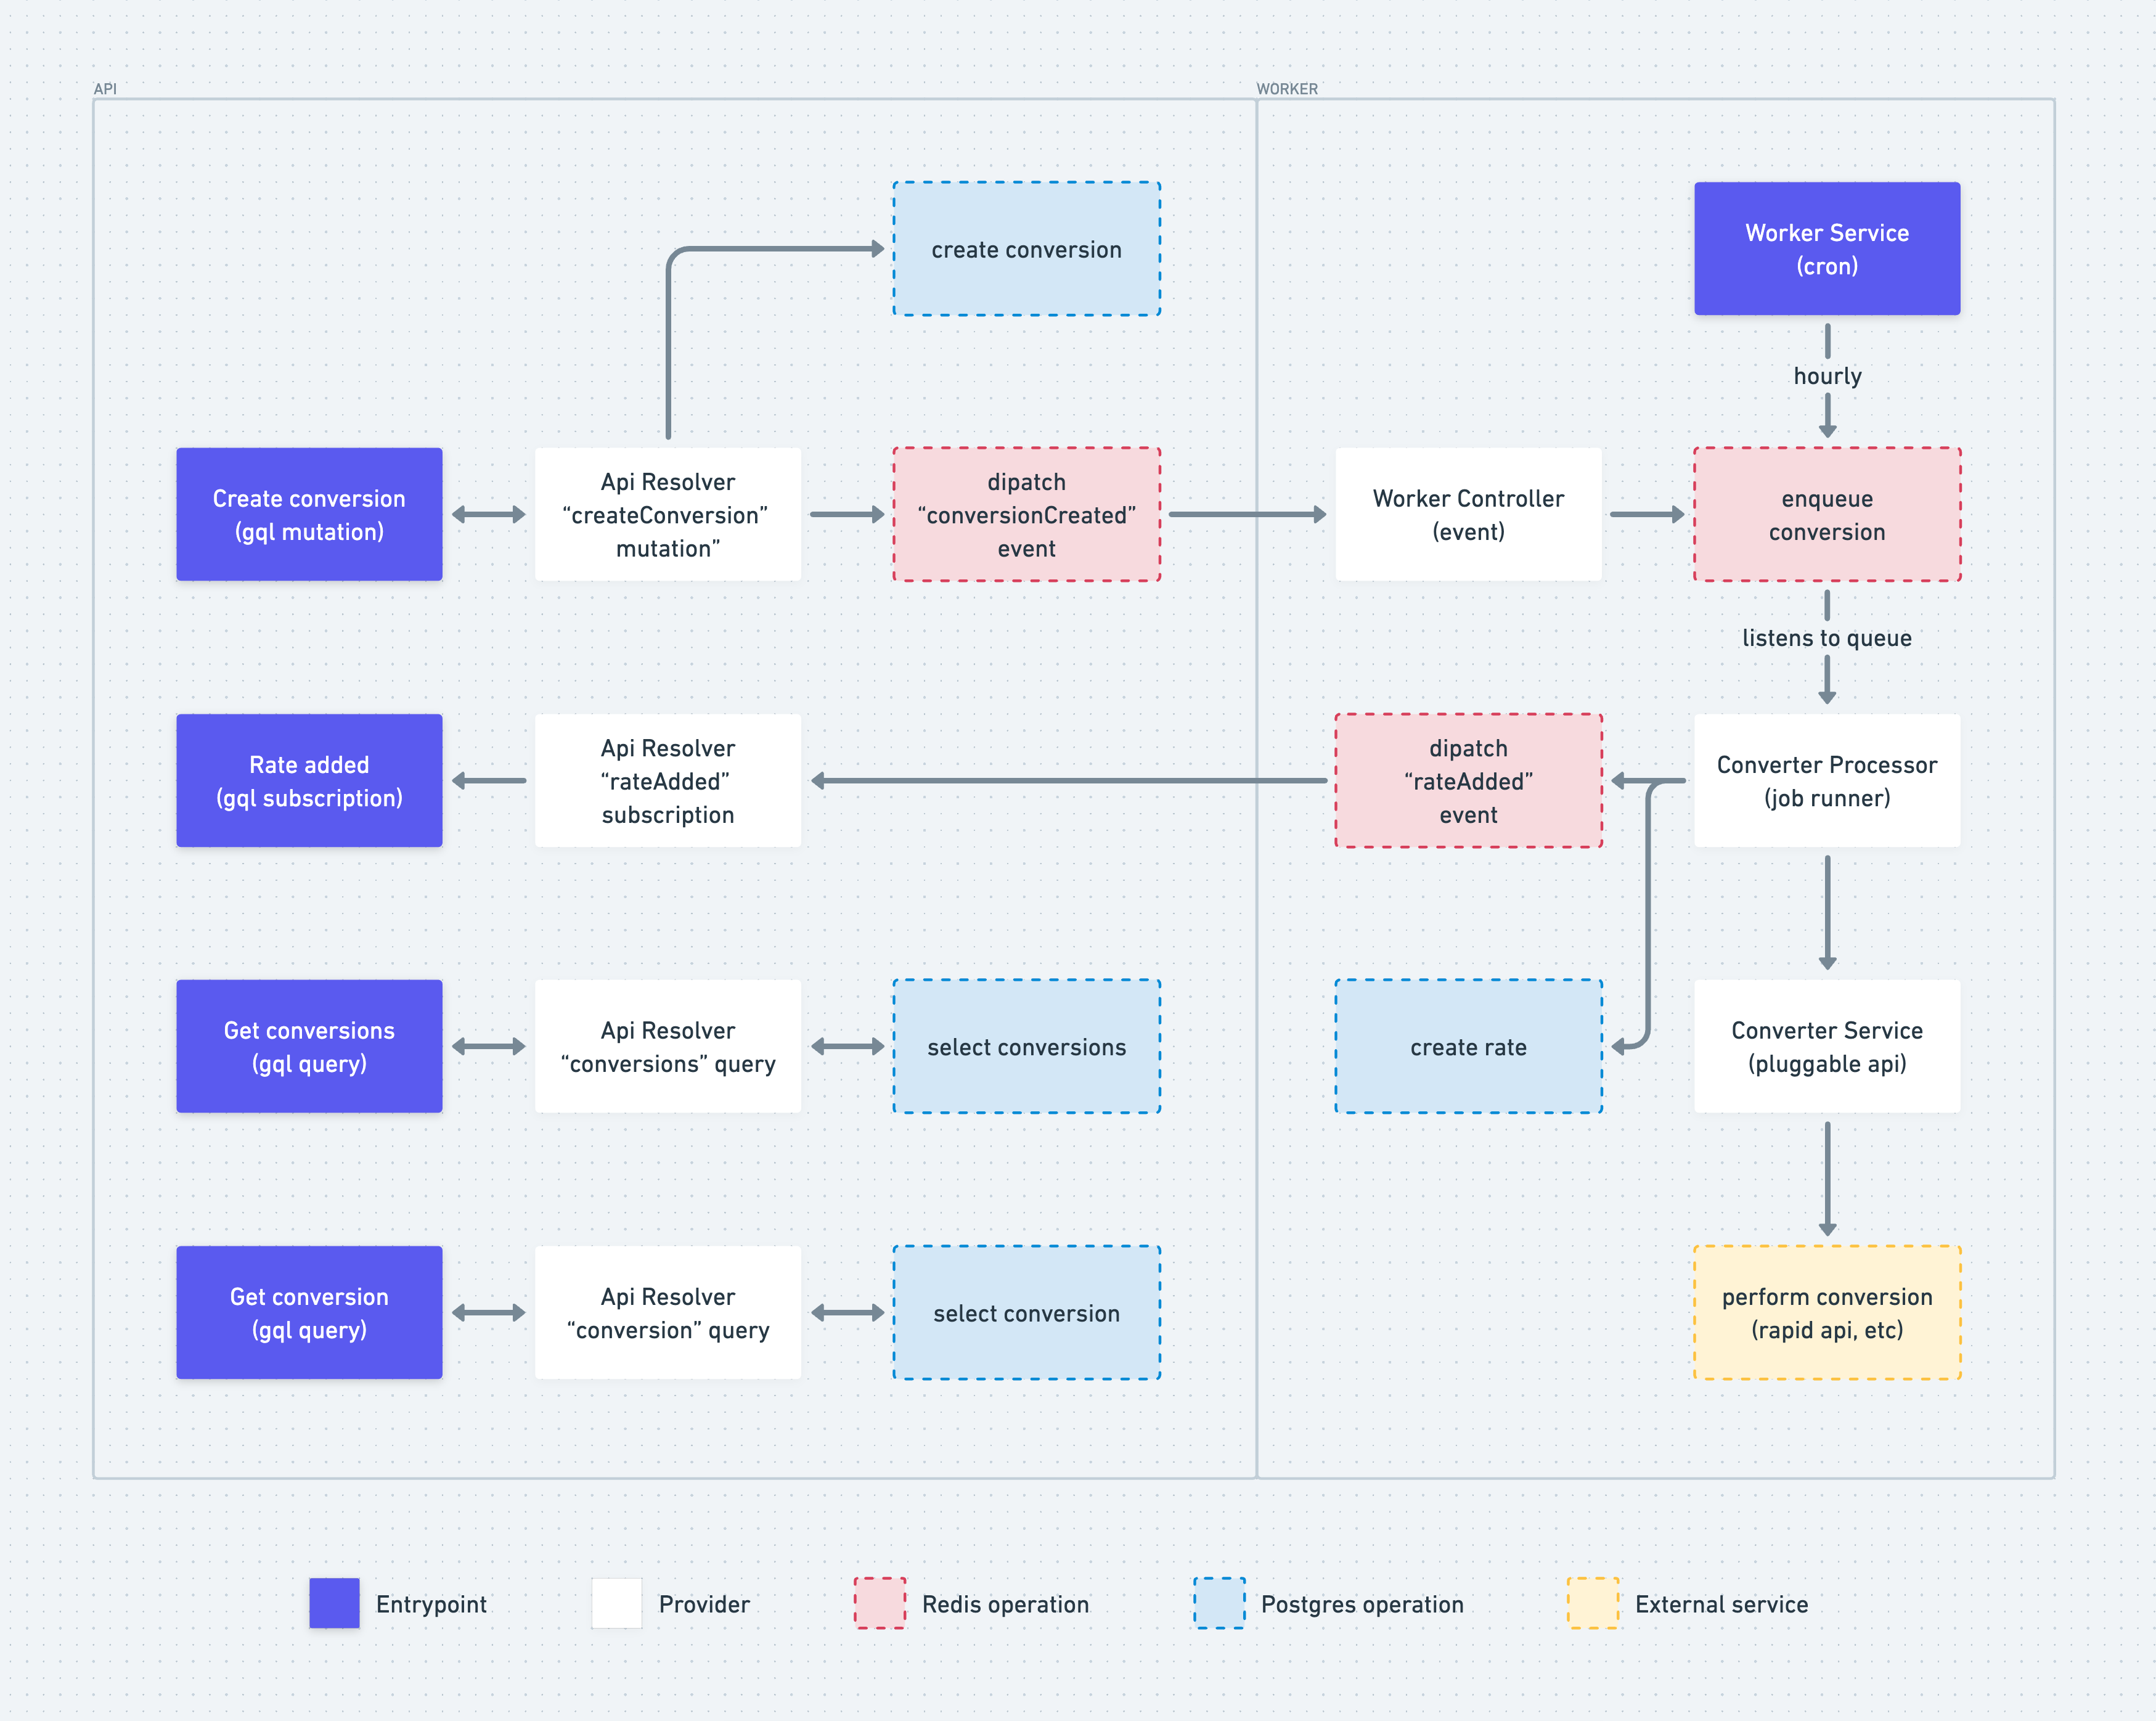 API
WORKER
create conversion
Worker Service
(cron)
hourly
Create conversion
(gql mutation)
Api Resolver
“createConversion”
mutation”
dipatch
“conversionCreated”
event
Worker Controller
(event)
enqueue
conversion
listens to queue
Rate added
(gql subscription)
Api Resolver
“rateAdded”
subscription
dipatch
“rateAdded”
event
Converter Processor
(job runner)
Get conversions
(gql query)
Api Resolver
“conversions” query
select conversions
create rate
Converter Service
(pluggable api)
Get conversion
(gql query)
Api Resolver
“conversion” query
select conversion
perform conversion
(rapid api, etc)
Entrypoint
Provider
Redis operation
Postgres operation
External service